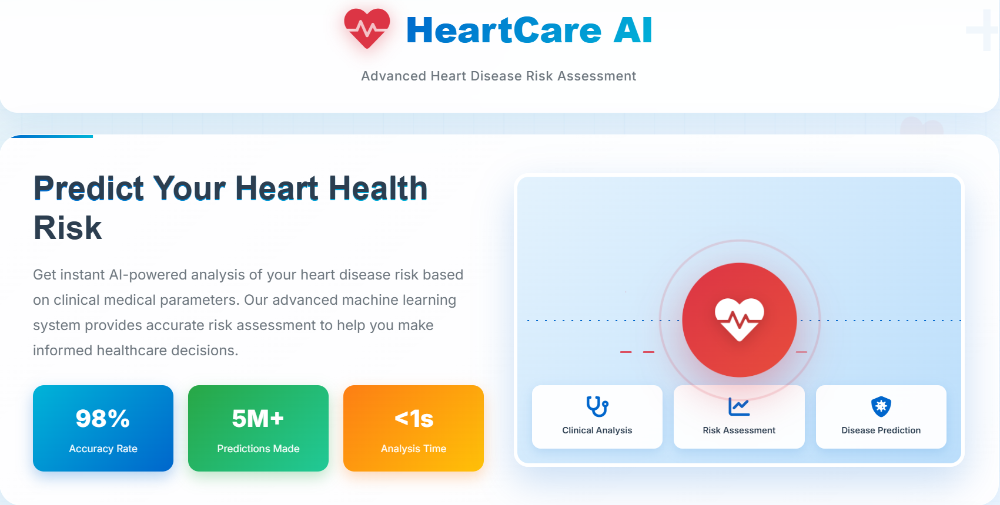 HeartCare AI
Advanced Heart Disease Risk Assessment
Predict Your Heart Health
Risk
Get instant AI-powered analysis of your heart disease risk based
on clinical medical parameters. Our advanced machine learning
system provides accurate risk assessment to help you make
informed healthcare decisions.
98%
Accuracy Rate
5M+
Predictions Made
<1s
Analysis Time
Clinical Analysis
Risk Assessment
Disease Prediction